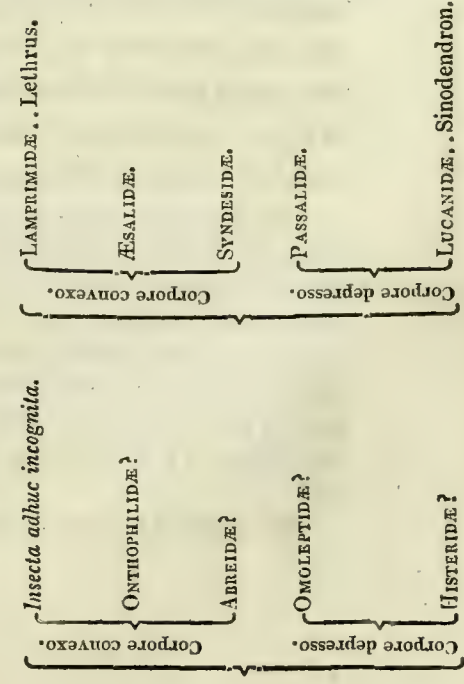 Corpore convexo.
Insecta adhuc incognita.
ONTHOPHILIDÆ?
ABREIDÆ?
Corpore depresso.
OMOLEPTIDÆ?
HISTERIDÆ?
Corpore convexo.
LAMPRIMIDÆ.. Lethrus.
ÆSALIDÆ.
SYNDESIDÆ.
Corpore depresso.
PASSALIDÆ.
LUCANIDÆ.. Sinodendron.